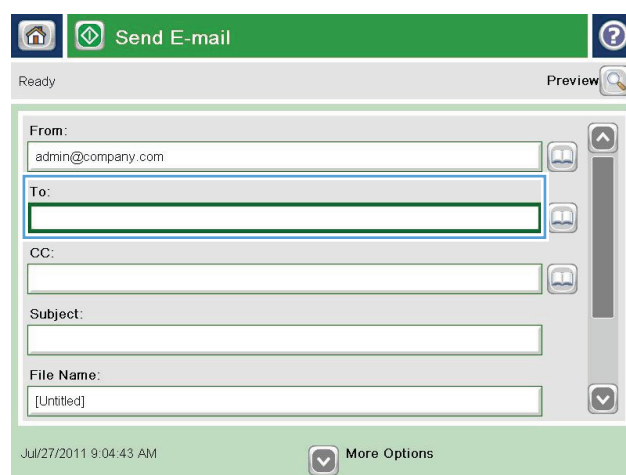 Send E-mail
Ready
Preview
From:
admin@company.com
To:
CC:
Subject:
File Name:
[Untitled]
Jul/27/2011 9:04:43 AM
More Options